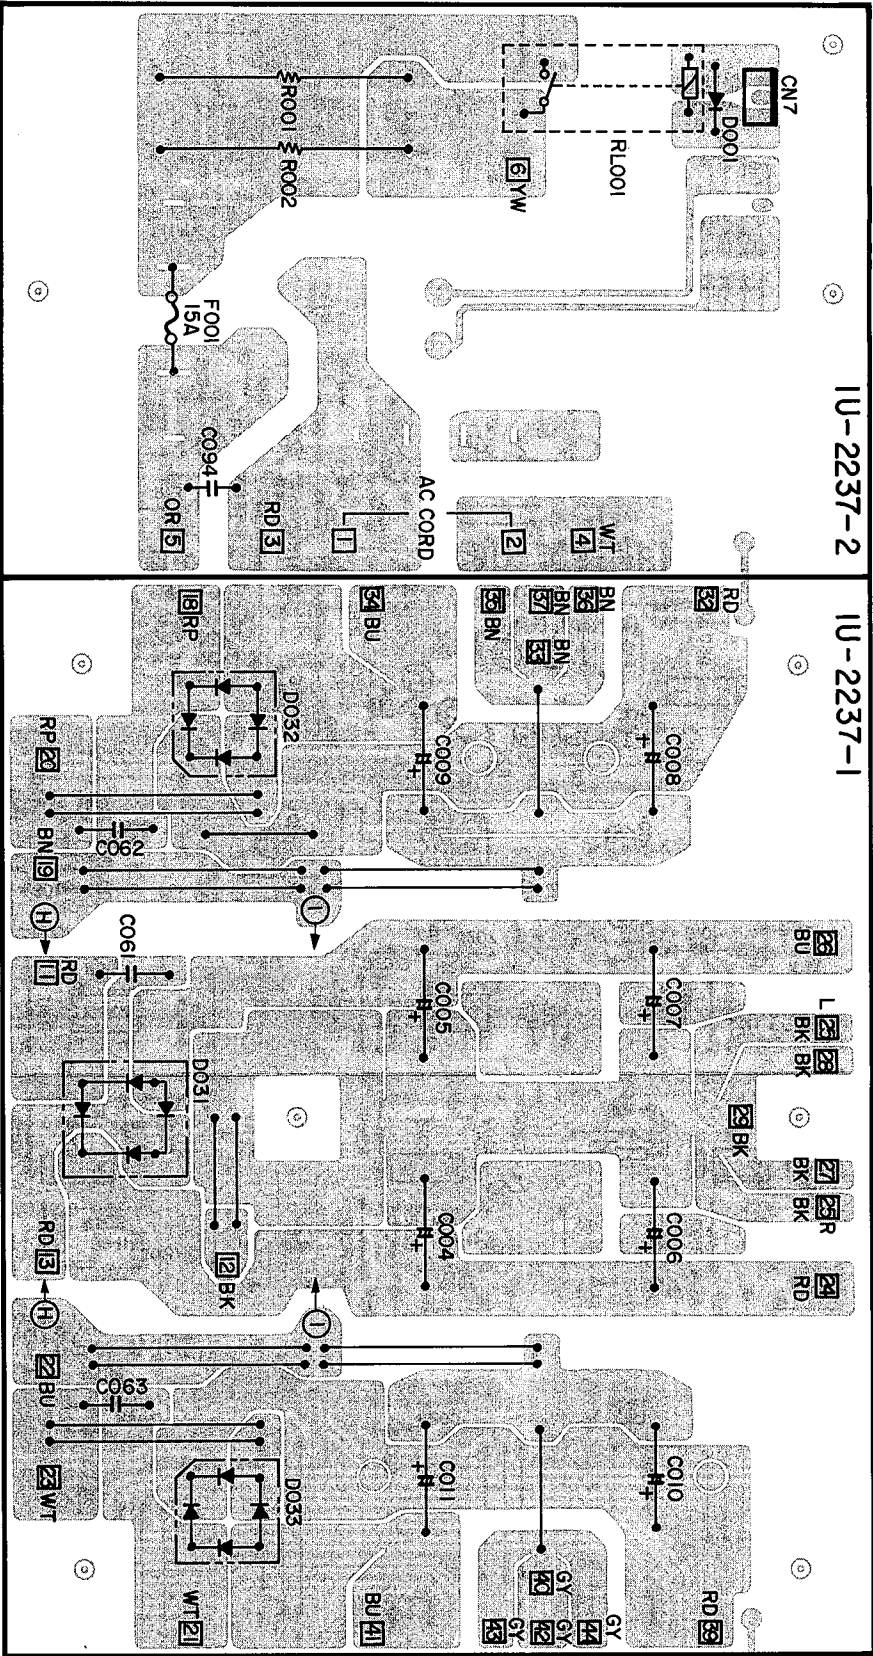 1U-2237-2
CN7
D001
RL001
R001
R002
6 YW
F001
15A
C094
OR 5
RD 3
AC CORD
1
2
4 WT
1U-2237-1
18 RP
34 BU
35 BN
37 BN
36 BN
33 BN
32 RD
D032
C009
+
C008
+
RP 20
C062
BN 19
H
I
11 RD
C061
26 BU
C005
+
C007
+
L
25 BK
28 BK
D031
29 BK
27 BK
25 BK R
C004
+
C006
+
RD 13
12 BK
24 RD
H
I
22 BU
C063
23 WT
D033
C011
+
C010
+
WT 21
BU 41
40 GY
43 GY
42 GY
44 GY
RD 39